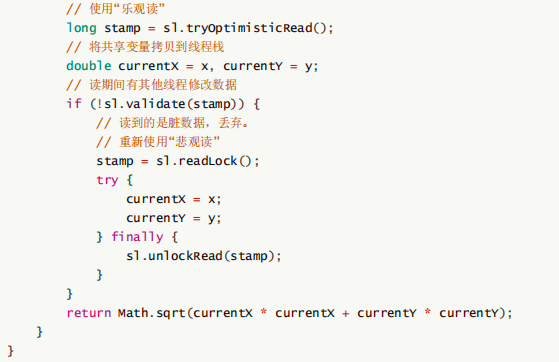 // 使用“乐观读”
long stamp = sl.tryOptimisticRead();
// 将共享变量拷贝到线程栈
double currentX = x, currentY = y;
// 读期间有其他线程修改数据
if (!sl.validate(stamp)) {
// 读到的是脏数据，丢弃。
// 重新使用“悲观读”
stamp = sl.readLock();
try {
currentX = x;
currentY = y;
} finally {
sl.unlockRead(stamp);
}
}
return Math.sqrt(currentX * currentX + currentY * currentY);
}
}